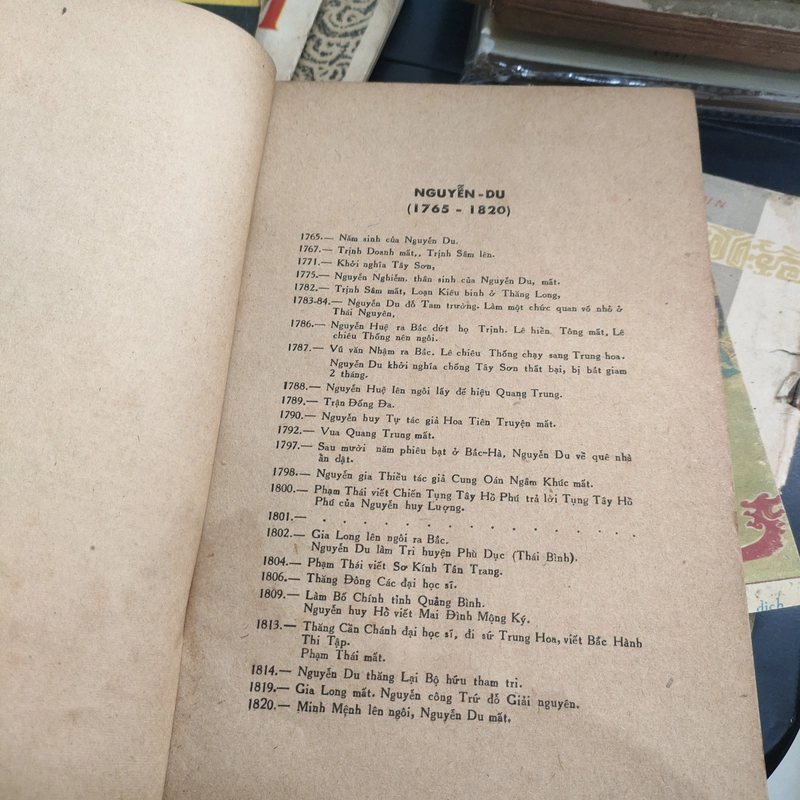 NGUYỄN-DU
(1765 - 1820)
1765.— Năm sinh của Nguyễn Du.
1767.— Trịnh Doanh mất,, Trịnh Sâm lên.
1771.— Khởi nghĩa Tây Sơn,
1775.— Nguyễn Nghiễm, thân sinh của Nguyễn Du, mất.
1782.— Trịnh Sâm mất, Loạn Kiêu binh ở Thăng Long,
1783-84.— Nguyễn Du đỗ Tam trường. Làm một chức quan võ nhỏ ở
Thái Nguyên.
1786.— Nguyễn Huệ ra Bắc dứt họ Trịnh. Lê hiển Tông mất, Lê
chiêu Thống nên ngôi.
1787.— Vũ văn Nhậm ra Bắc. Lê chiêu Thống chạy sang Trung hoa.
Nguyễn Du khởi nghĩa chống Tây Sơn thất bại, bị bắt giam
2 tháng.
1788.— Nguyễn Huệ lên ngôi lấy đế hiệu Quang Trung.
1789.— Trận Đống Đa.
1790.— Nguyễn huy Tự tác giả Hoa Tiên Truyện mất.
1792.— Vua Quang Trung mất.
1797.— Sau mười năm phiêu bạt ở Bắc-Hà, Nguyễn Du về quê nhà
ẩn dật.
1798.— Nguyễn gia Thiều tác giả Cung Oán Ngâm Khúc mất.
1800.— Phạm Thái viết Chiến Tụng Tây Hồ Phú trả lời Tụng Tây Hồ
Phú của Nguyễn huy Lượng.
1801.— . . . . . . . . . . . . . . . .
1802.— Gia Long lên ngôi ra Bắc.
Nguyễn Du làm Tri huyện Phù Dục (Thái Bình).
1804.— Phạm Thái viết Sơ Kính Tân Trang.
1806.— Thăng Đông Các đại học sĩ.
1809.— Làm Bố Chính tỉnh Quảng Bình.
Nguyễn huy Hổ viết Mai Đình Mộng Ký.
1813.— Thăng Cần Chánh đại học sĩ, đi sứ Trung Hoa, viết Bắc Hành
Thi Tập.
Phạm Thái mất.
1814.— Nguyễn Du thăng Lại Bộ hữu tham tri.
1819.— Gia Long mất. Nguyễn công Trứ đỗ Giải nguyên.
1820.— Minh Mệnh lên ngôi, Nguyễn Du mất.
dịch